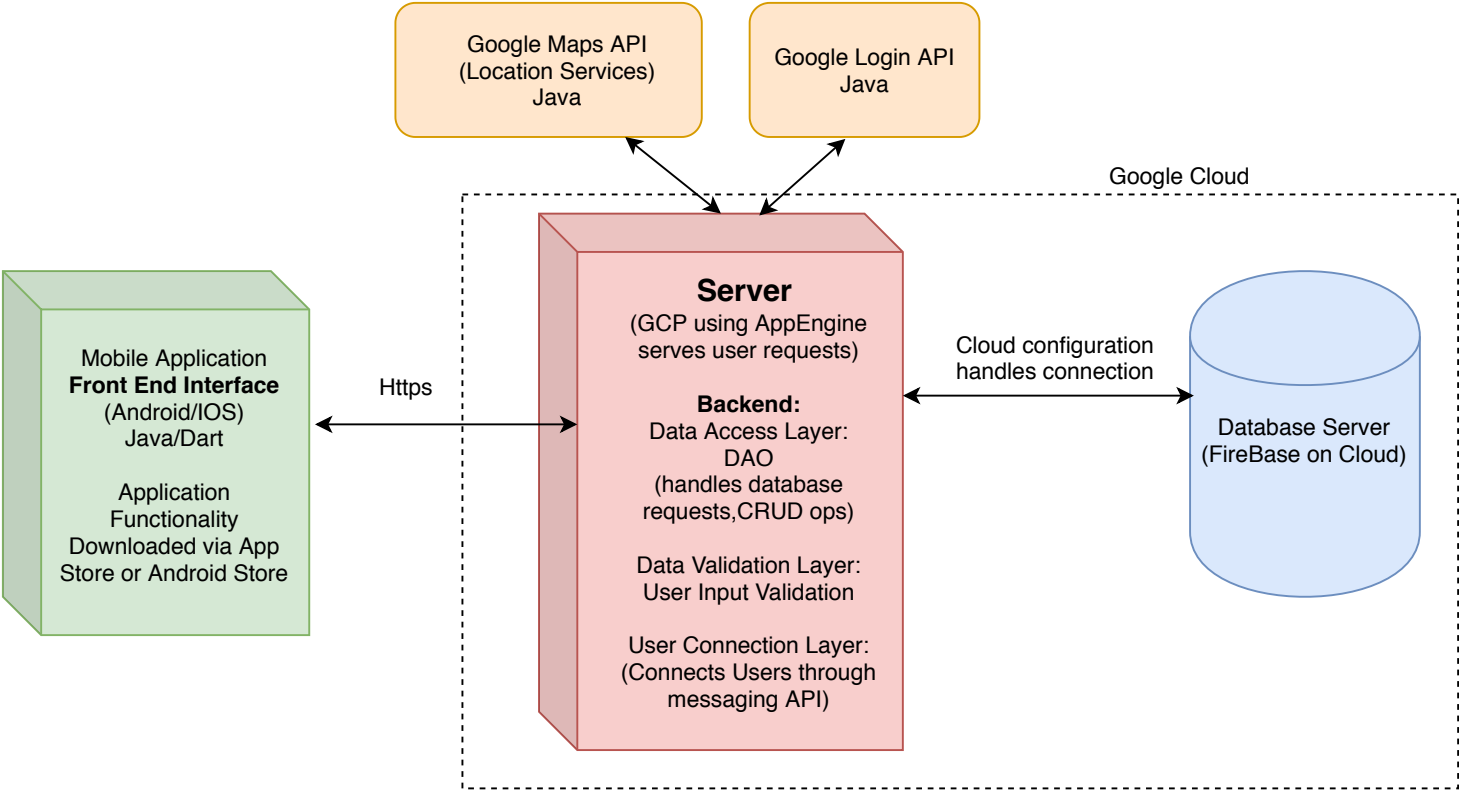 Google Maps API
(Location Services)
Java
Google Login API
Java
Google Cloud
Mobile Application
Front End Interface
(Android/IOS)
Java/Dart
Application
Functionality
Downloaded via App
Store or Android Store
Https
Server
(GCP using AppEngine
serves user requests)
Backend:
Data Access Layer:
DAO
(handles database
requests,CRUD ops)
Data Validation Layer:
User Input Validation
User Connection Layer:
(Connects Users through
messaging API)
Cloud configuration
handles connection
Database Server
(FireBase on Cloud)